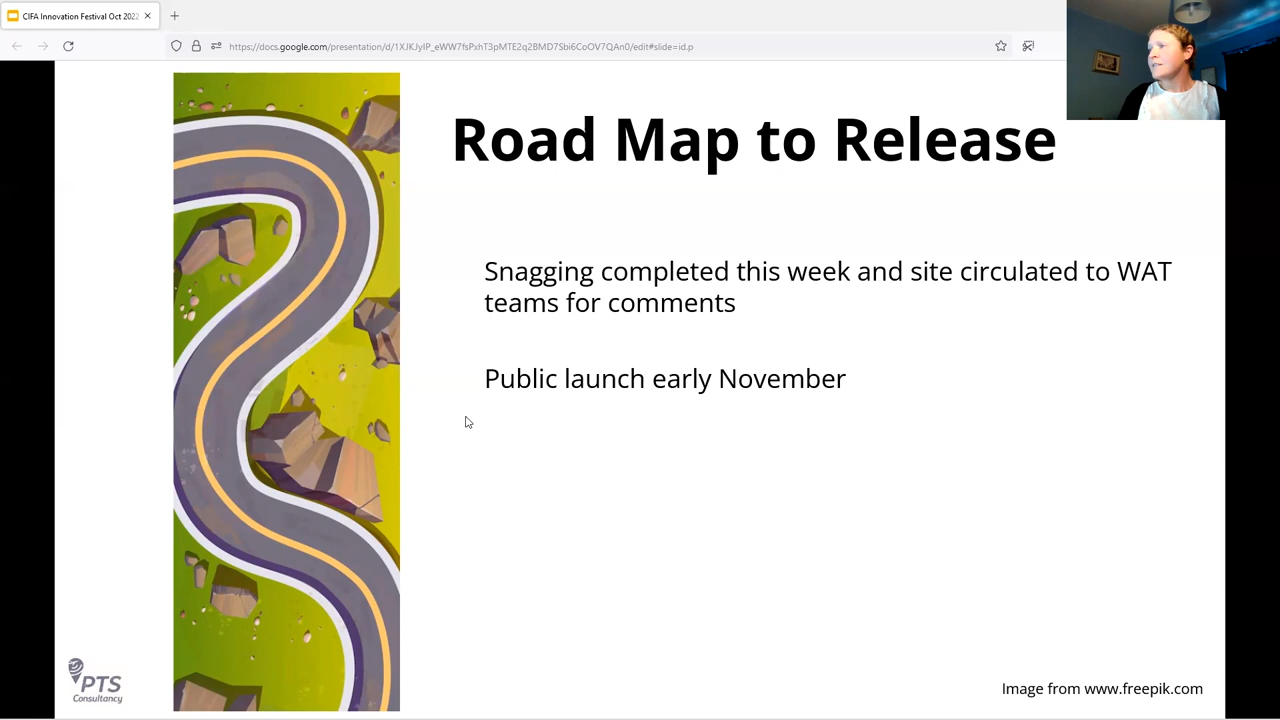 CIFA Innovation Festival Oct 2022
https://docs.google.com/presentation/d/1XJKJyIP_eWW7fsPxhT3pMTE2q2BMD7Sbi6CoOV7QAn0/edit#slide=id.p
Road Map to Release
Snagging completed this week and site circulated to WAT
teams for comments
Public launch early November
PTS
Consultancy
Image from www.freepik.com